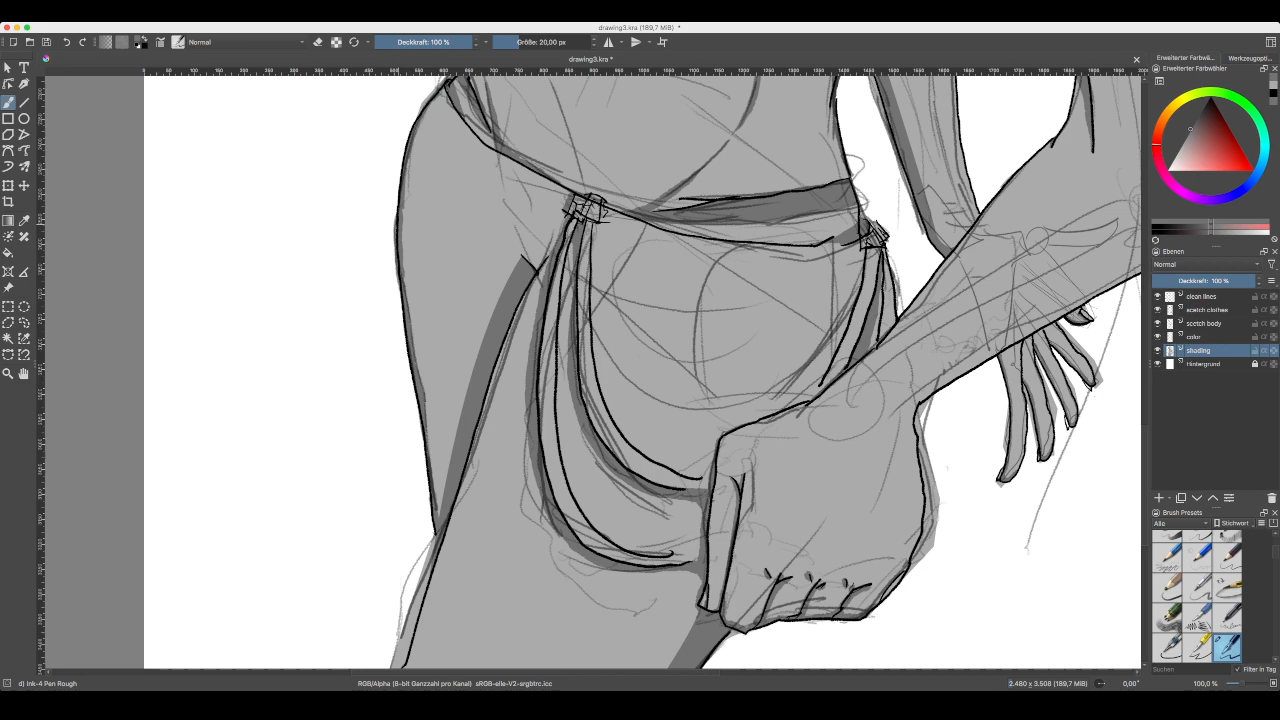 drawing3.kra (189,7 MiB) *
Normal
Deckkraft: 100 %
Größe: 20,00 px
drawing3.kra *
Erweiterter Farbwä...
Werkzeugopti...
Erweiterter Farbwähler
Ebenen
Normal
Deckkraft: 100 %
clean lines
scetch clothes
scetch body
color
shading
Hintergrund
Brush Presets
Alle
Stichwort
Suchen
Filter in Tag
d) Ink-4 Pen Rough
RGB/Alpha (8-bit Ganzzahl pro Kanal) sRGB-elle-V2-srgbtrc.icc
2.480 x 3.508 (189,7 MiB)
0,00°
100,0 %